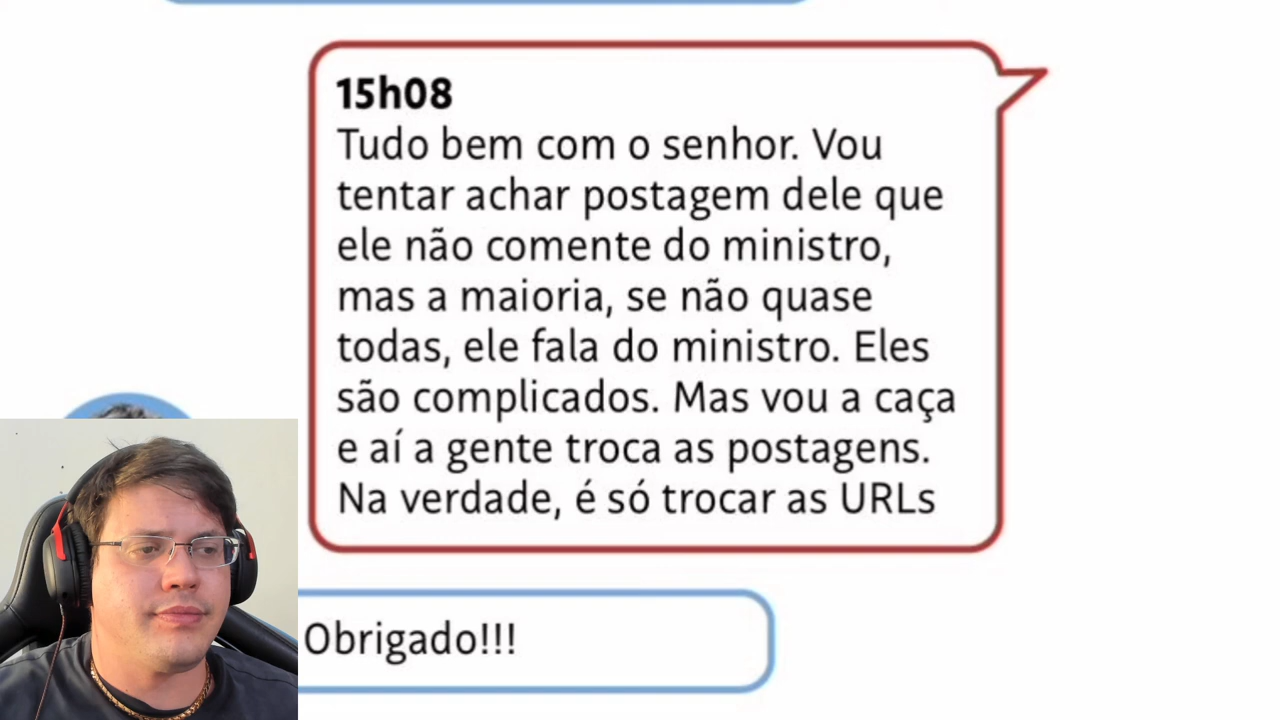 15h08
Tudo bem com o senhor. Vou
tentar achar postagem dele que
ele não comente do ministro,
mas a maioria, se não quase
todas, ele fala do ministro. Eles
são complicados. Mas vou a caça
e aí a gente troca as postagens.
Na verdade, é só trocar as URLs
Obrigado!!!